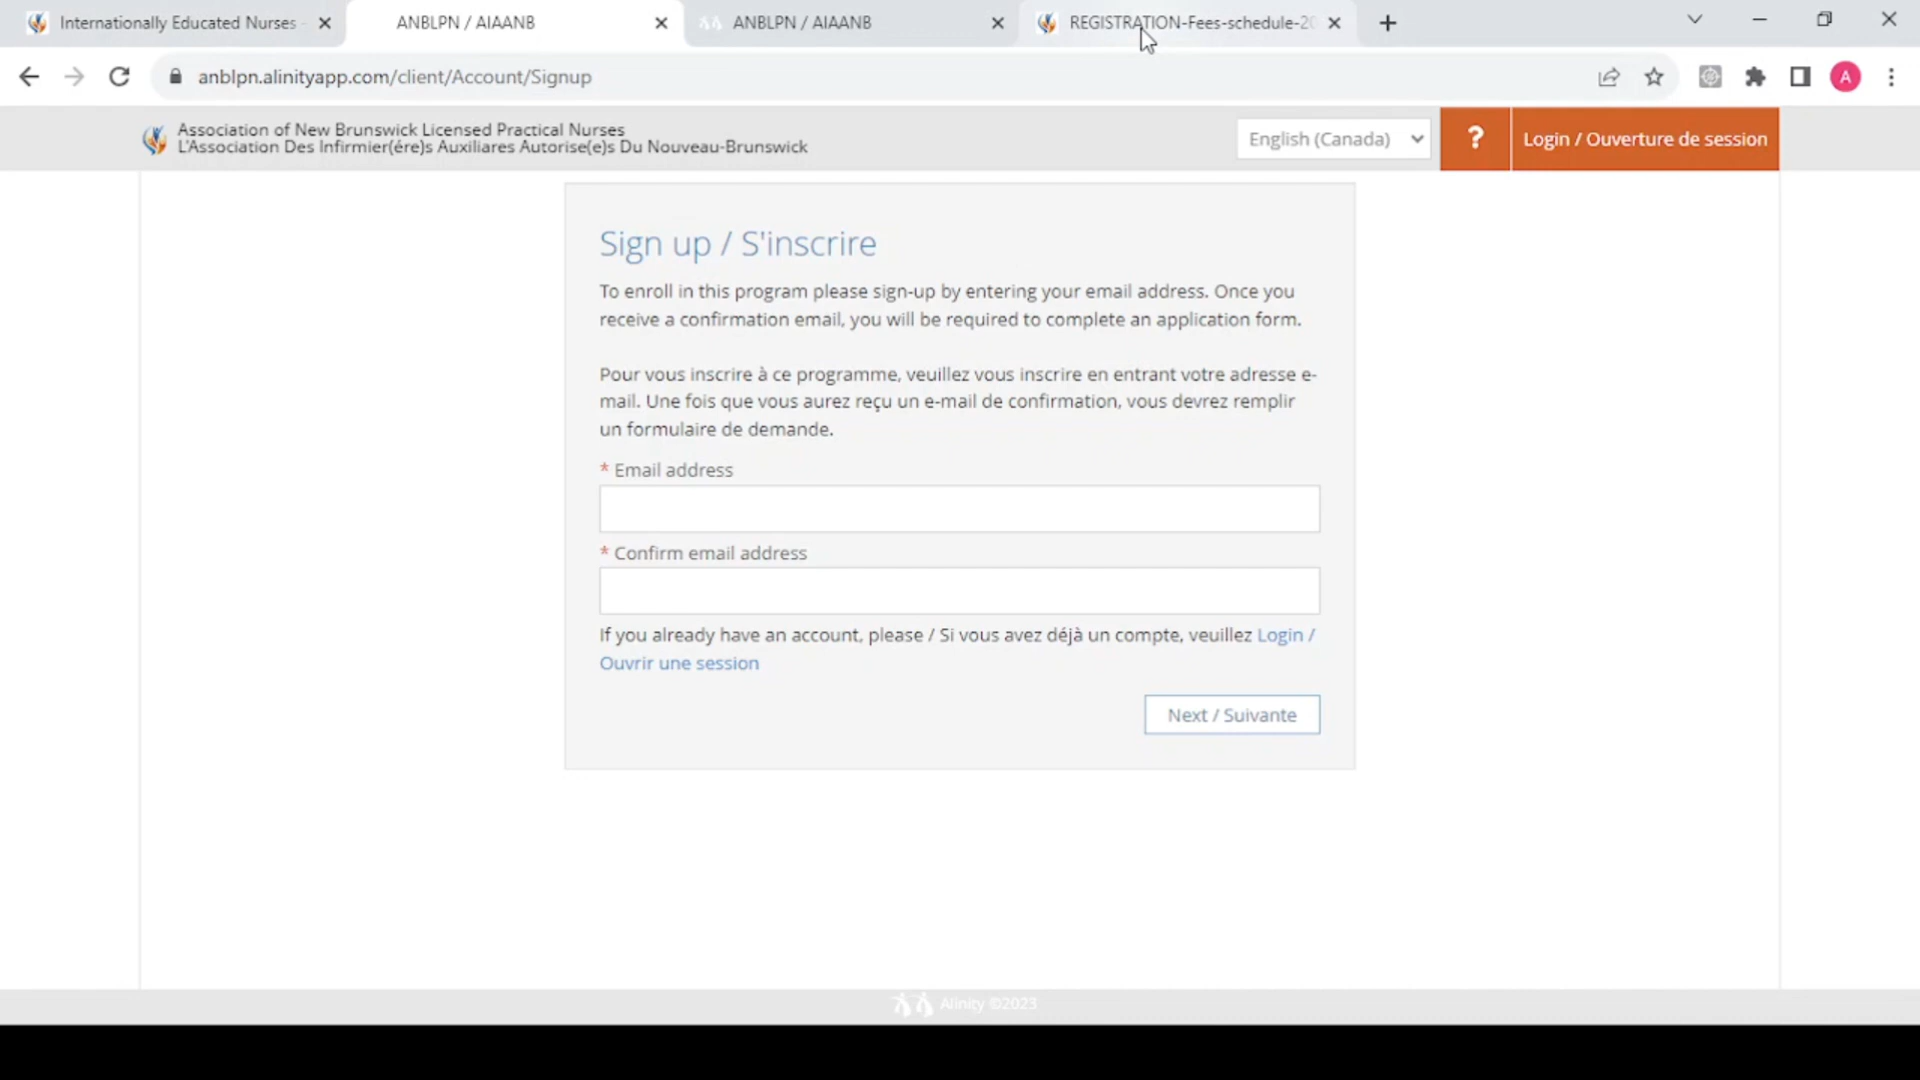 Internationally Educated Nurses -
ANBLPN / AIAANB
ANBLPN / AIAANB
REGISTRATION-Fees-schedule-20
anblpn.alinityapp.com/client/Account/Signup
A
Association of New Brunswick Licensed Practical Nurses
L'Association Des Infirmier(ére)s Auxiliares Autorise(e)s Du Nouveau-Brunswick
English (Canada)
?
Login / Ouverture de session
Sign up / S'inscrire
To enroll in this program please sign-up by entering your email address. Once you
receive a confirmation email, you will be required to complete an application form.
Pour vous inscrire à ce programme, veuillez vous inscrire en entrant votre adresse e-
mail. Une fois que vous aurez reçu un e-mail de confirmation, vous devrez remplir
un formulaire de demande.
* Email address
* Confirm email address
If you already have an account, please / Si vous avez déjà un compte, veuillez Login /
Ouvrir une session
Next / Suivante
Alinity ©2023